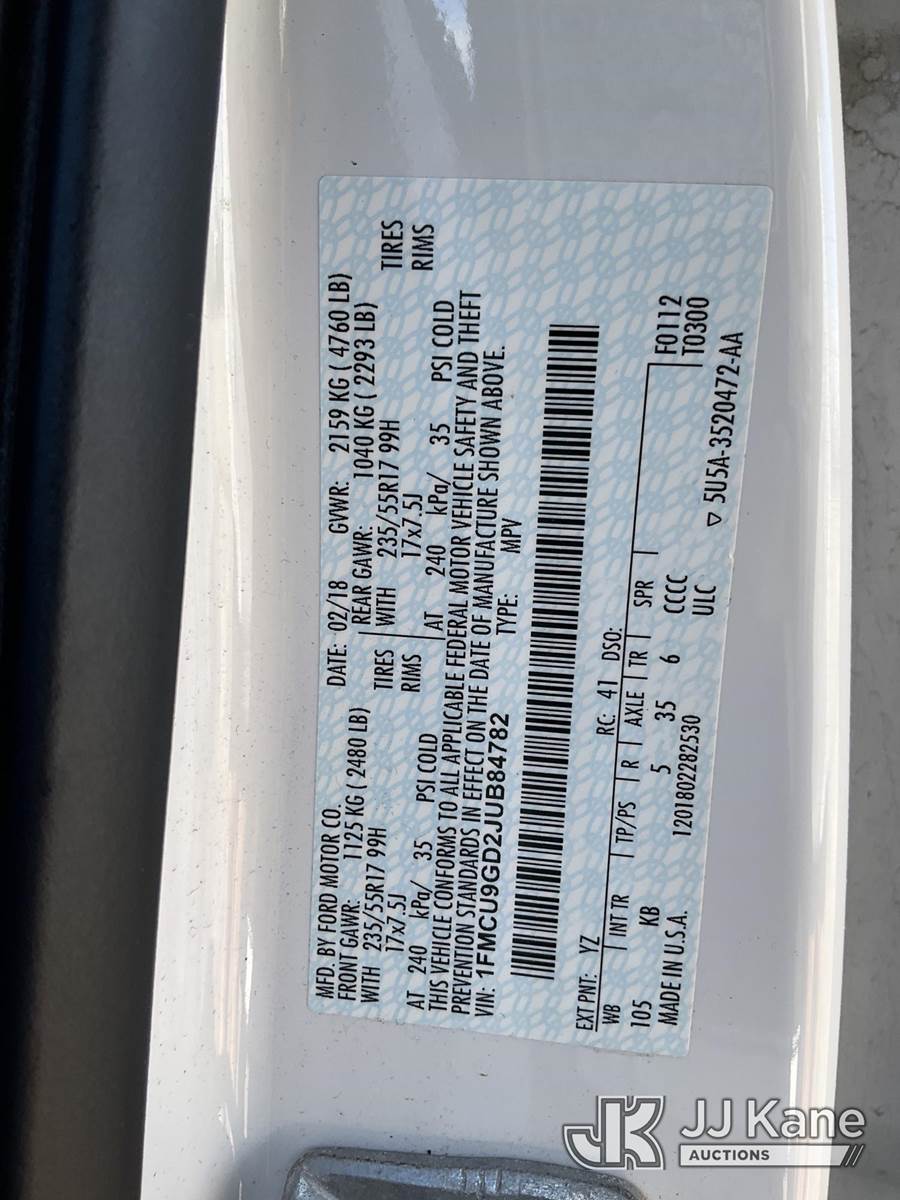 MFD. BY FORD MOTOR CO. DATE: 02/18 GVWR: 2159 KG ( 4760 LB)
FRONT GAWR: 1125 KG ( 2480 LB) REAR GAWR: 1040 KG ( 2293 LB)
WITH 235/55R17 99H TIRES WITH 235/55R17 99H TIRES
17x7.5J RIMS 17x7.5J RIMS
AT 240 kPa/ 35 PSI COLD AT 240 kPa/ 35 PSI COLD
THIS VEHICLE CONFORMS TO ALL APPLICABLE FEDERAL MOTOR VEHICLE SAFETY AND THEFT
PREVENTION STANDARDS IN EFFECT ON THE DATE OF MANUFACTURE SHOWN ABOVE.
VIN: 1FMCU9GD2JUB84782 TYPE: MPV
EXT PNT: YZ RC: 41 DSO:
WB INT TR TP/PS R AXLE TR SPR F0112
105 KB 5 35 6 CCCC T0300
MADE IN U.S.A. 1201802282530 ULC ▽ 5U5A-3520472-AA
JK JJ Kane
AUCTIONS